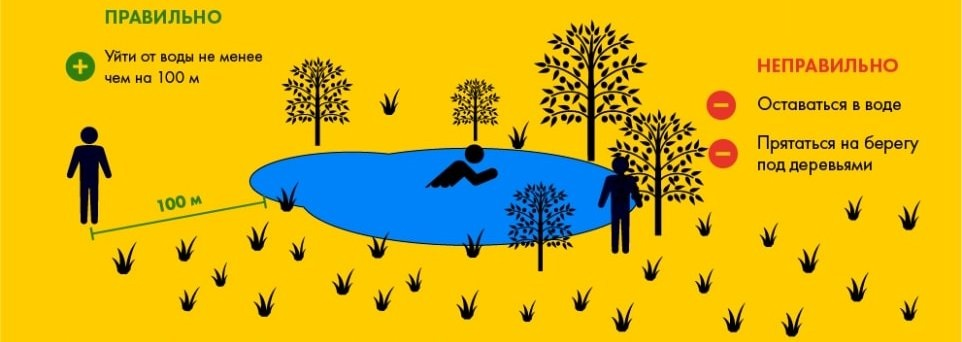 ПРАВИЛЬНО
Уйти от воды не менее
чем на 100 м
100 м
НЕПРАВИЛЬНО
Оставаться в воде
Прятаться на берегу
под деревьями